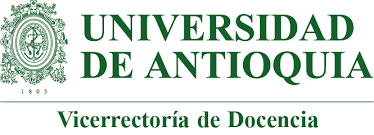 UNIVERSIDAD
DE ANTIOQUIA
1803
Vicerrectoría de Docencia